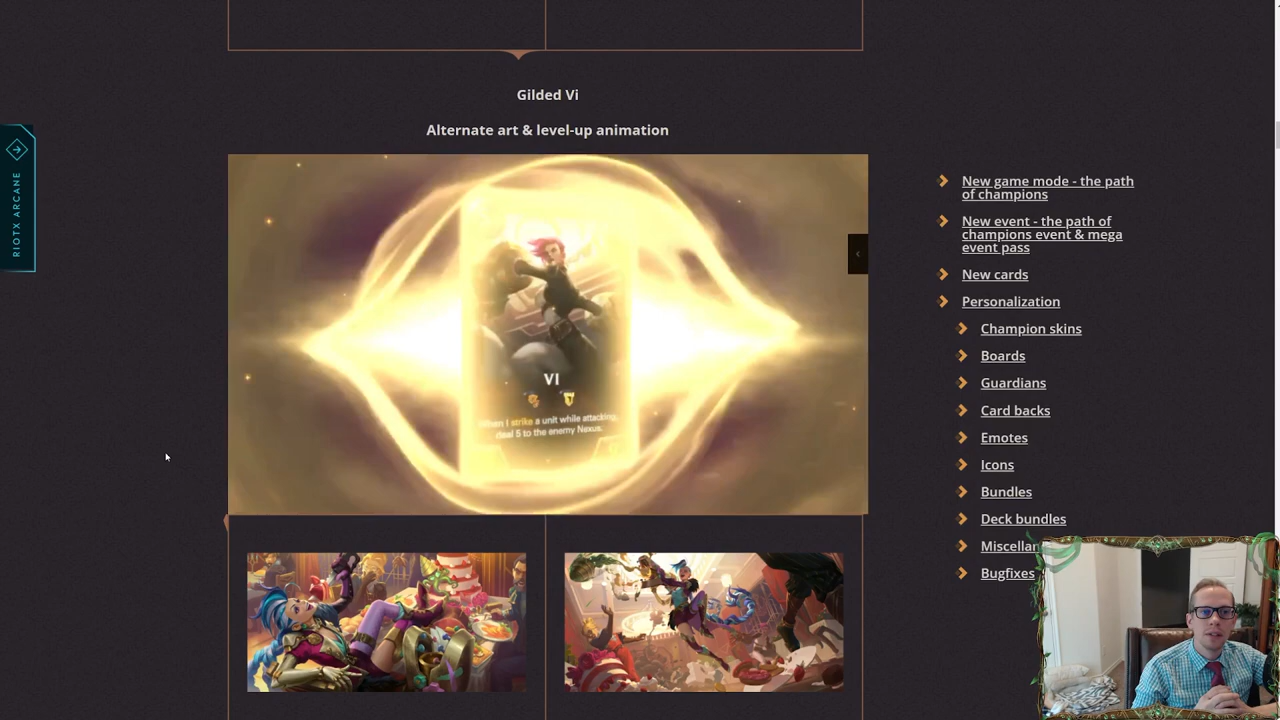 Gilded Vi
Alternate art & level-up animation
RIOTX ARCANE
VI
When I strike a unit while attacking,
deal 5 to the enemy Nexus.
New game mode - the path
of champions
New event - the path of
champions event & mega
event pass
New cards
Personalization
Champion skins
Boards
Guardians
Card backs
Emotes
Icons
Bundles
Deck bundles
Miscellan
Bugfixes